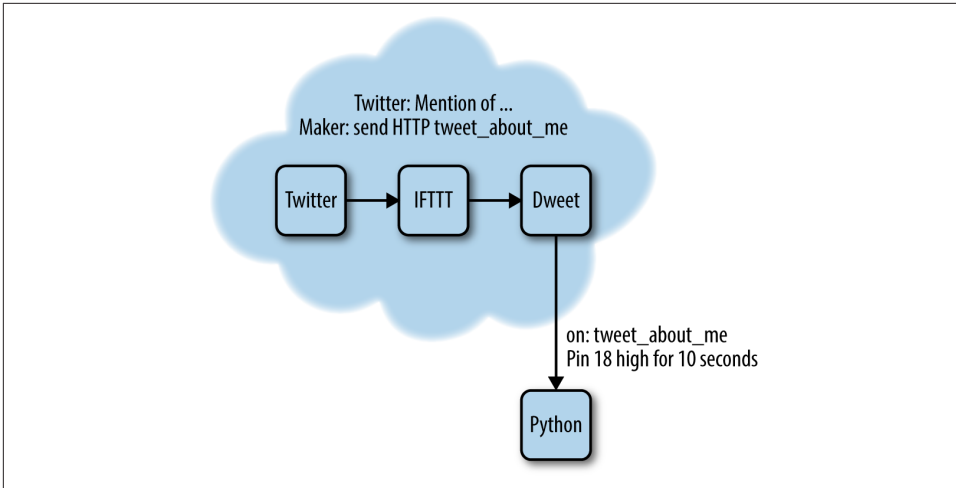 Twitter: Mention of ...
Maker: send HTTP tweet_about_me
Twitter
IFTTT
Dweet
on: tweet_about_me
Pin 18 high for 10 seconds
Python